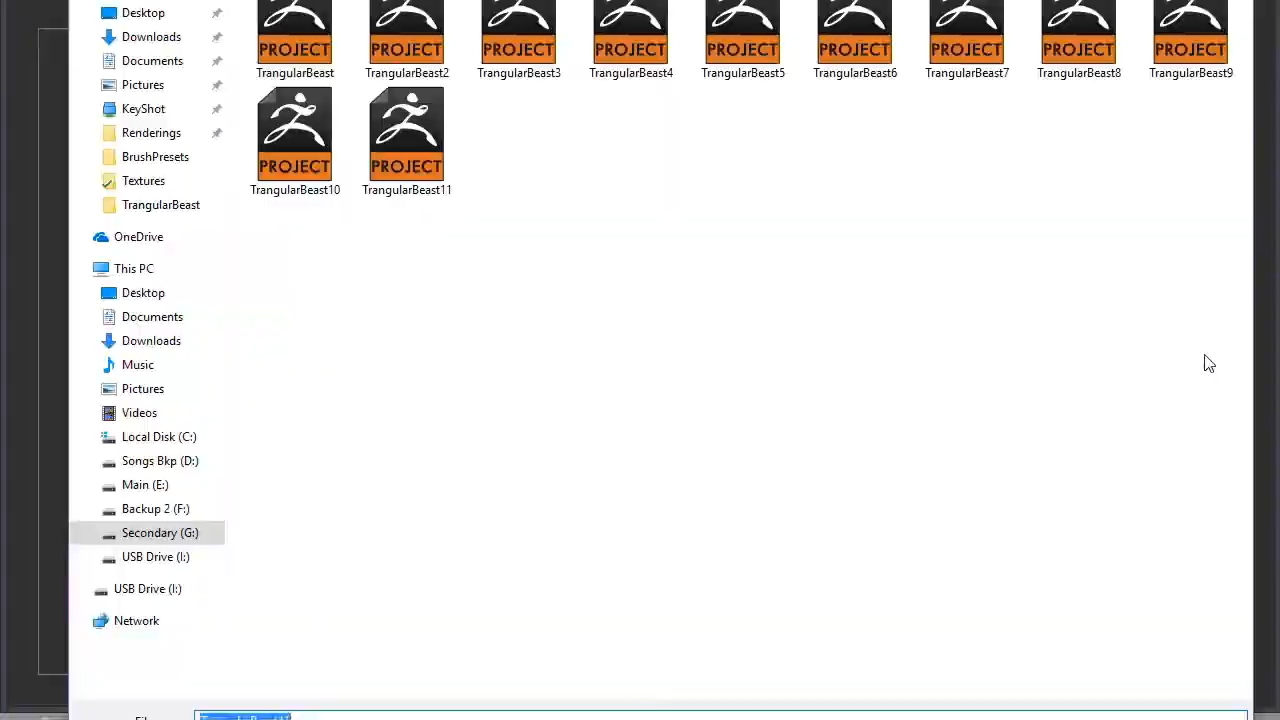 Desktop
Downloads
Documents
Pictures
KeyShot
Renderings
BrushPresets
Textures
TrangularBeast
OneDrive
This PC
Desktop
Documents
Downloads
Music
Pictures
Videos
Local Disk (C:)
Songs Bkp (D:)
Main (E:)
Backup 2 (F:)
Secondary (G:)
USB Drive (I:)
USB Drive (I:)
Network
PROJECT PROJECT PROJECT PROJECT PROJECT PROJECT PROJECT PROJECT PROJECT
TrangularBeast TrangularBeast2 TrangularBeast3 TrangularBeast4 TrangularBeast5 TrangularBeast6 TrangularBeast7 TrangularBeast8 TrangularBeast9
PROJECT PROJECT
TrangularBeast10 TrangularBeast11